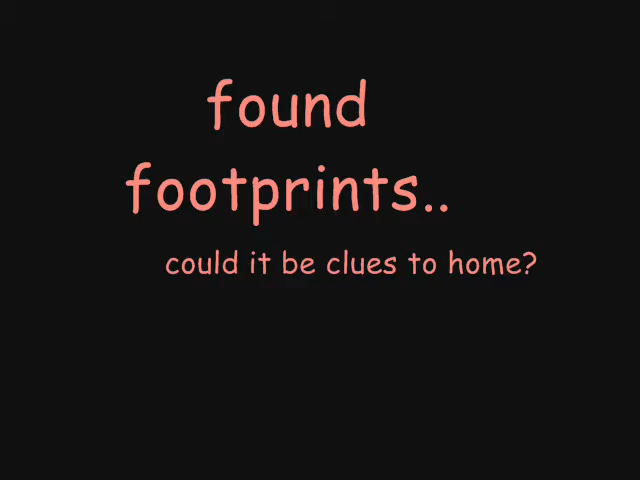 found
footprints..
could it be clues to home?